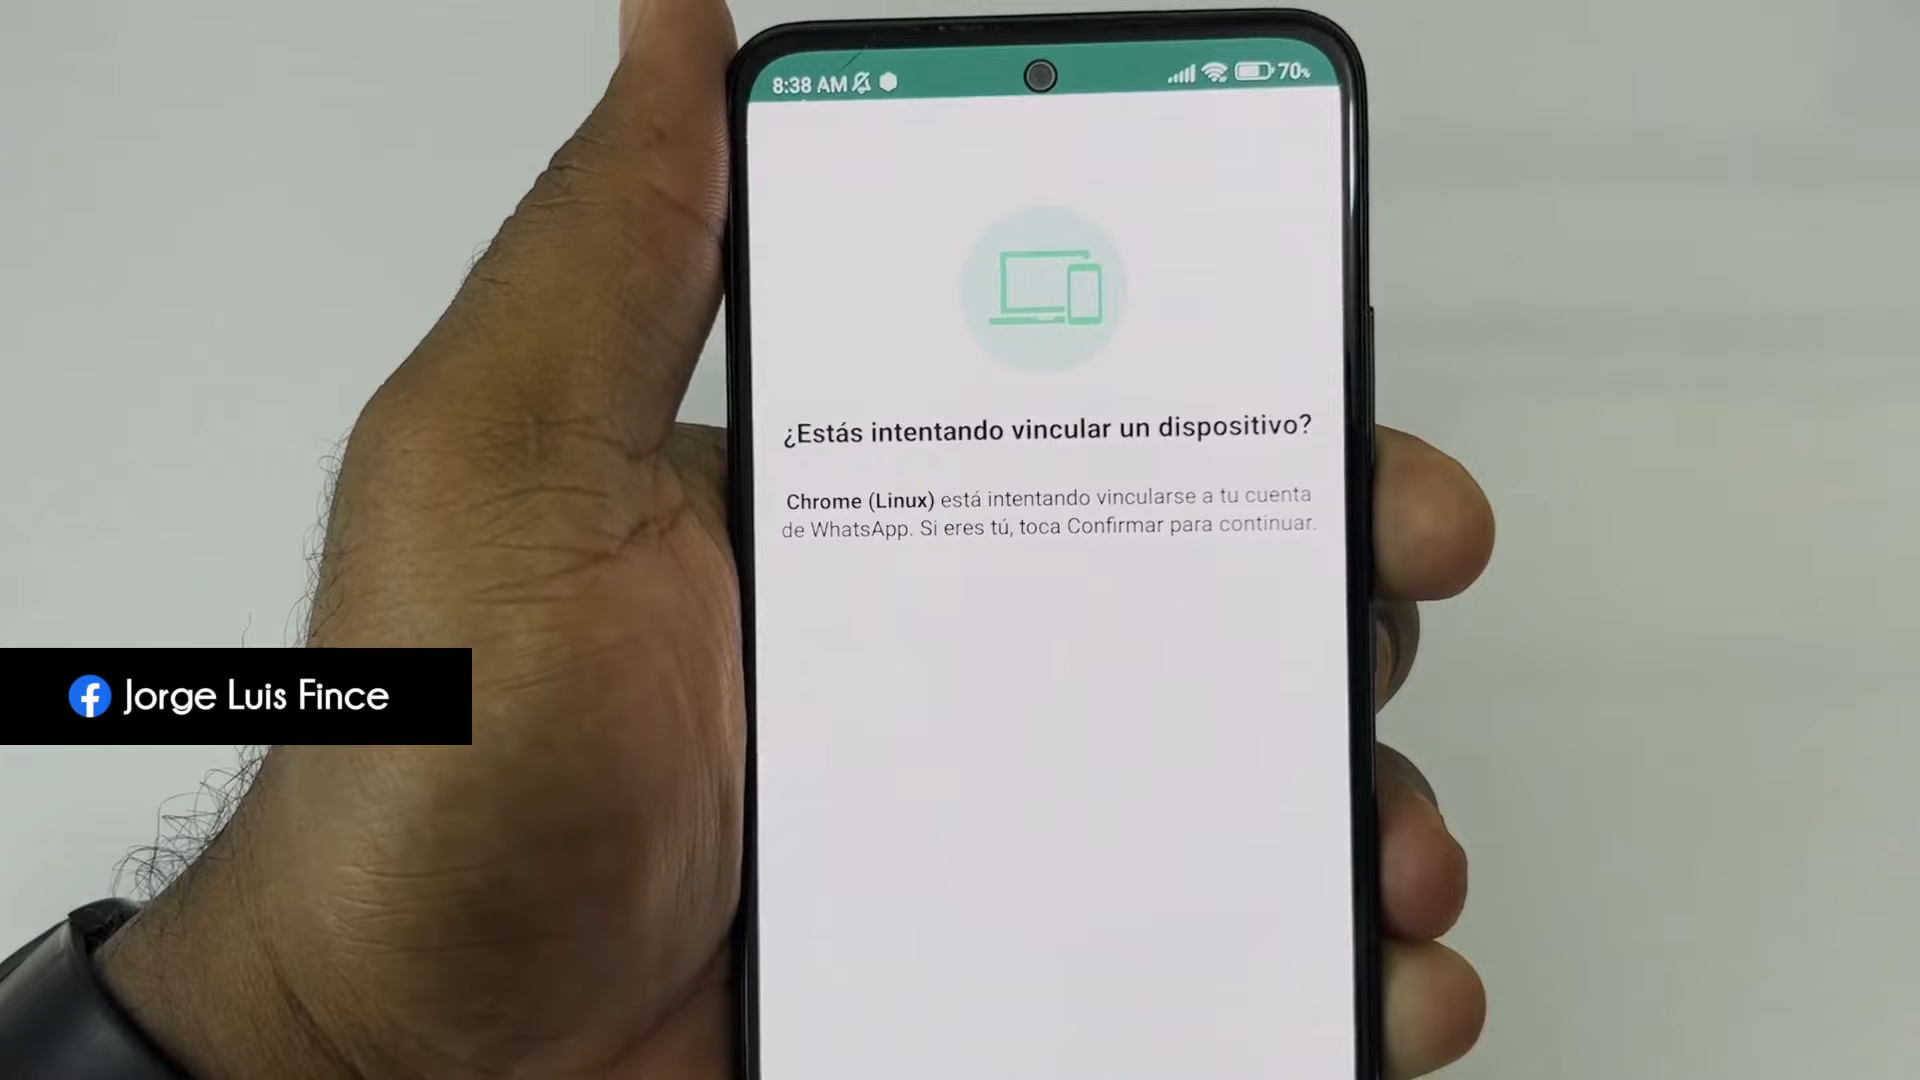 8:38 AM
70%
¿Estás intentando vincular un dispositivo?
Chrome (Linux) está intentando vincularse a tu cuenta
de WhatsApp. Si eres tú, toca Confirmar para continuar.
Jorge Luis Fince